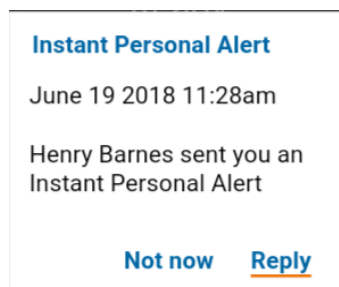 Instant Personal Alert
June 19 2018 11:28am
Henry Barnes sent you an
Instant Personal Alert
Not now Reply